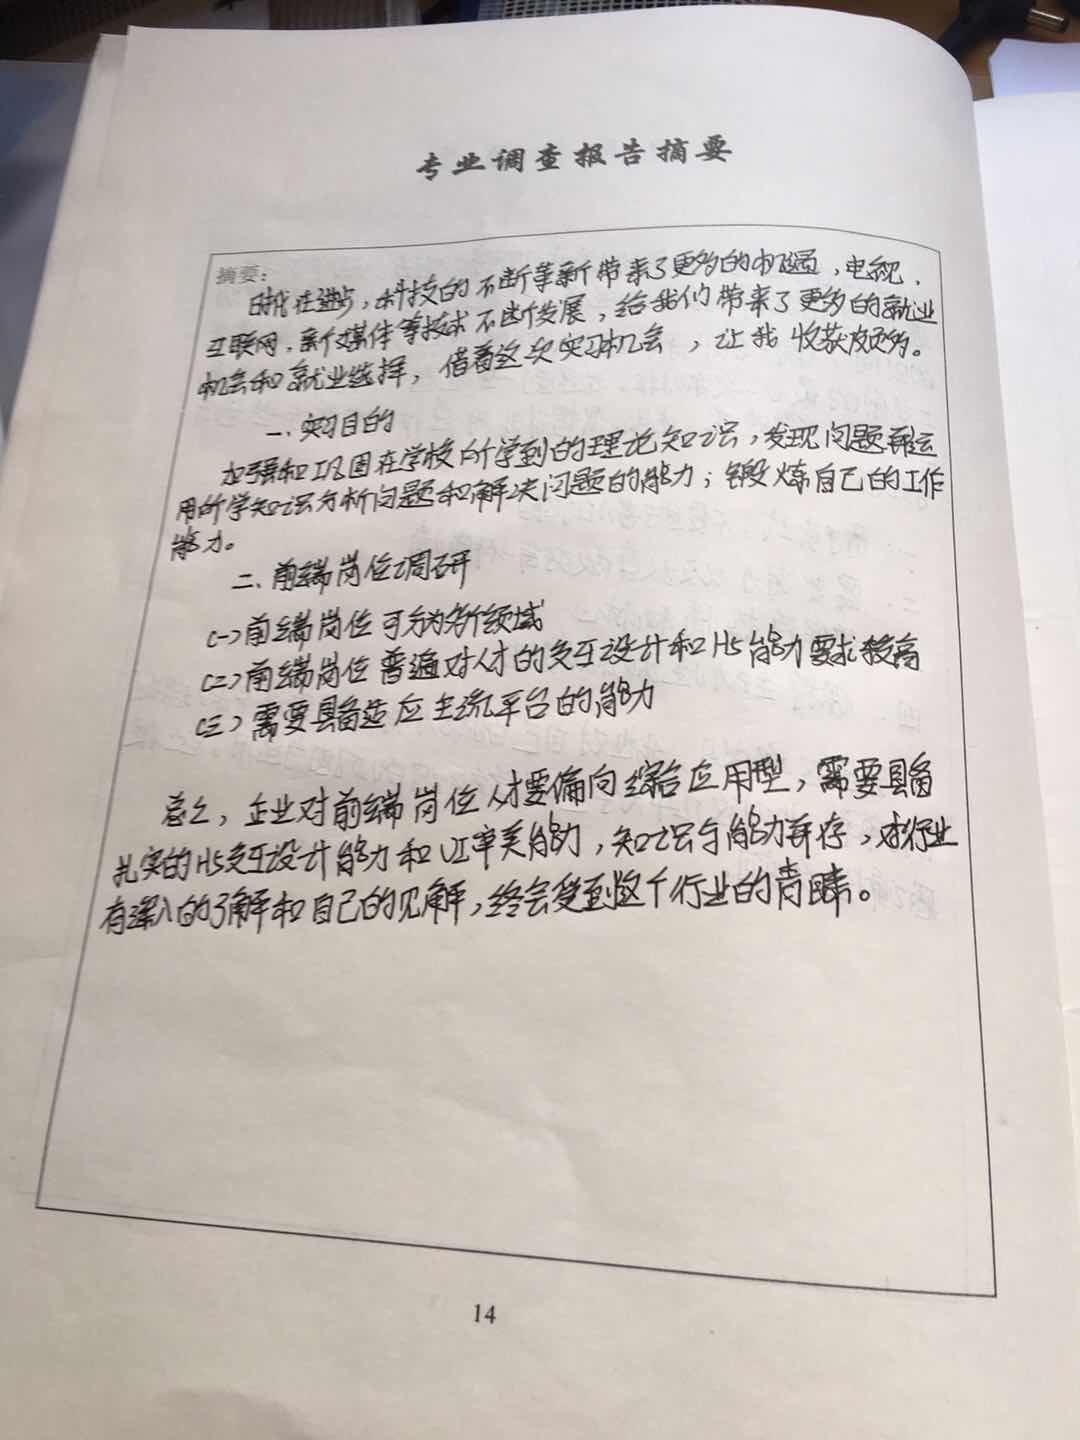 专业调查报告摘要
摘要:
时代在进步,科技的不断革新带来了更多的机遇,电视、
互联网、新媒体等技术不断发展,给我们带来了更多的就业
机会和就业选择,借着这次实习机会,让我收获颇多。
一、实习目的
加强和巩固在学校所学到的理论知识,发现问题并运
用所学知识分析问题和解决问题的能力;锻炼自己的工作
能力。
二、前端岗位调研
(一)前端岗位可分为多个领域
(二)前端岗位普遍对人才的交互设计和H5能力要求较高
(三)需要具备适应主流平台的能力
总之,企业对前端岗位人才要偏向综合应用型,需要具备
扎实的H5交互设计能力和UI审美能力,知识与能力并存,对行业
有深入的了解和自己的见解,终会受到这个行业的青睐。
14